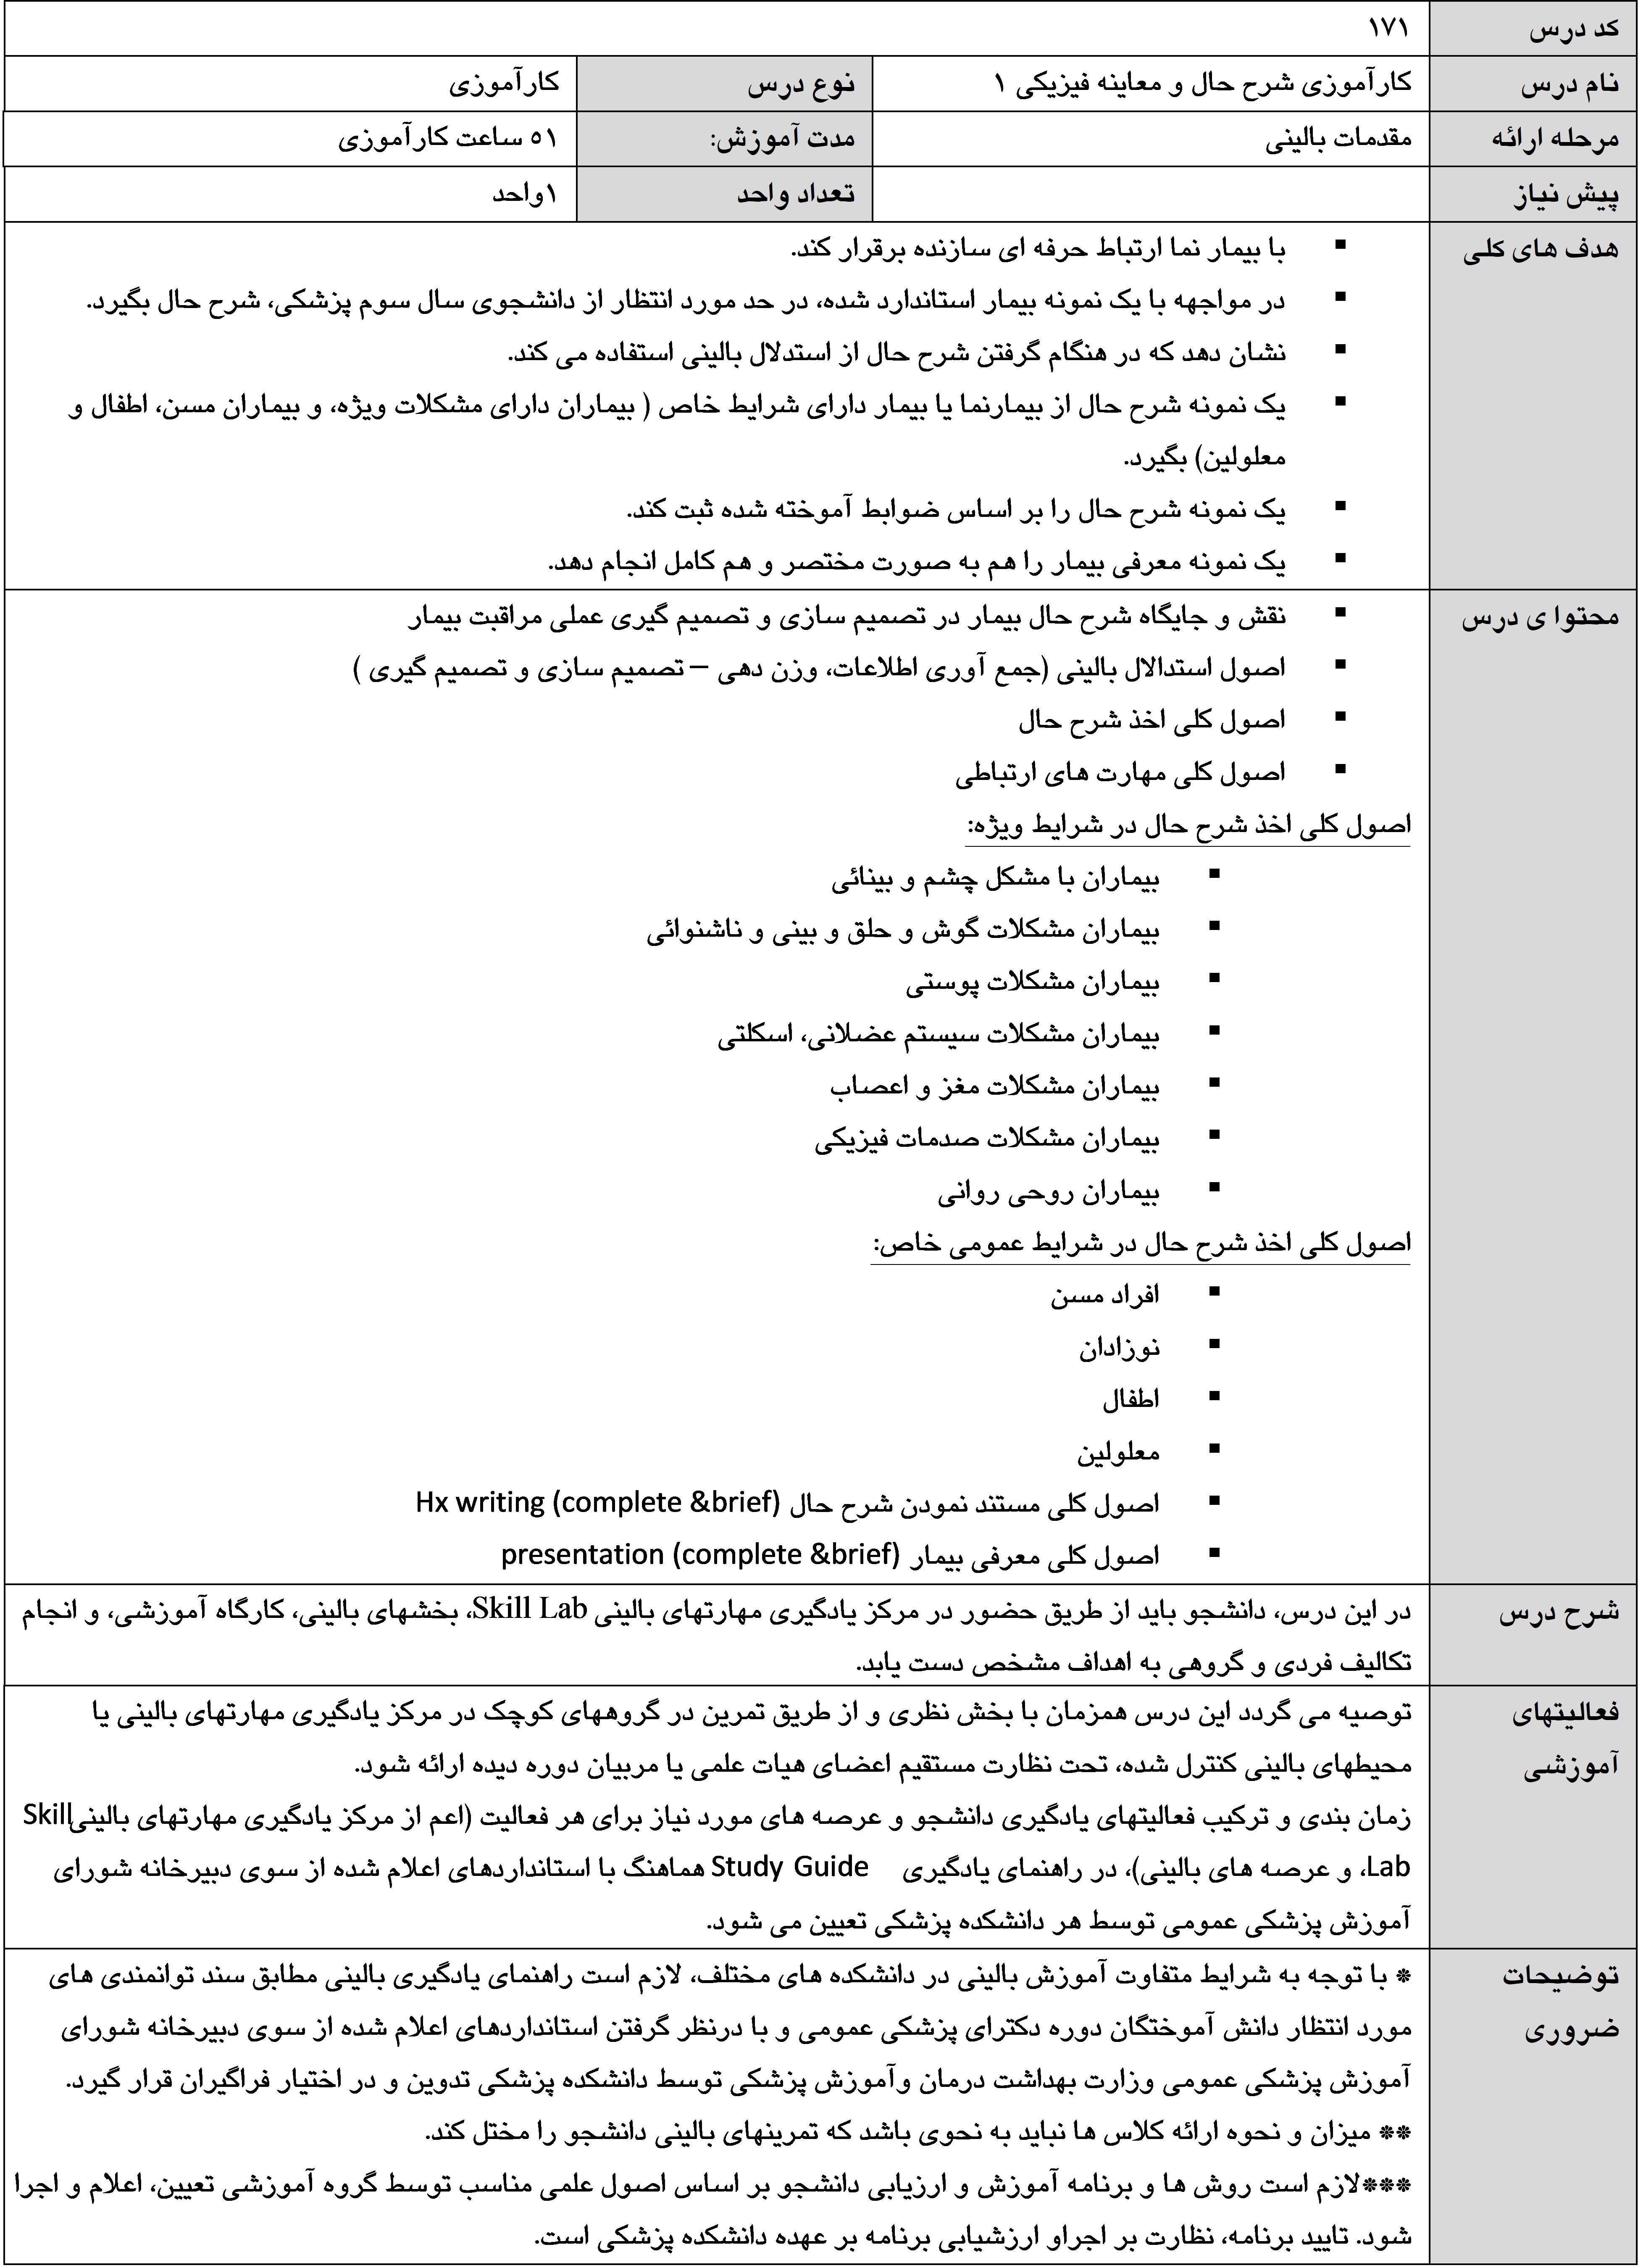 کد درس ۱۷۱
نام درس کارآموزی شرح حال و معاینه فیزیکی ۱ نوع درس کارآموزی
مرحله ارائه مقدمات بالینی مدت آموزش: ۵۱ ساعت کارآموزی
پیش نیاز تعداد واحد ۱واحد
هدف های کلی
▪ با بیمار نما ارتباط حرفه ای سازنده برقرار کند.
▪ در مواجهه با یک نمونه بیمار استاندارد شده، در حد مورد انتظار از دانشجوی سال سوم پزشکی، شرح حال بگیرد.
▪ نشان دهد که در هنگام گرفتن شرح حال از استدلال بالینی استفاده می کند.
▪ یک نمونه شرح حال از بیمارنما یا بیمار دارای شرایط خاص ( بیماران دارای مشکلات ویژه، و بیماران مسن، اطفال و
معلولین) بگیرد.
▪ یک نمونه شرح حال را بر اساس ضوابط آموخته شده ثبت کند.
▪ یک نمونه معرفی بیمار را هم به صورت مختصر و هم کامل انجام دهد.
محتوا ی درس
▪ نقش و جایگاه شرح حال بیمار در تصمیم سازی و تصمیم گیری عملی مراقبت بیمار
▪ اصول استدالال بالینی (جمع آوری اطلاعات، وزن دهی – تصمیم سازی و تصمیم گیری )
▪ اصول کلی اخذ شرح حال
▪ اصول کلی مهارت های ارتباطی
اصول کلی اخذ شرح حال در شرایط ویژه:
▪ بیماران با مشکل چشم و بینائی
▪ بیماران مشکلات گوش و حلق و بینی و ناشنوائی
▪ بیماران مشکلات پوستی
▪ بیماران مشکلات سیستم عضلانی، اسکلتی
▪ بیماران مشکلات مغز و اعصاب
▪ بیماران مشکلات صدمات فیزیکی
▪ بیماران روحی روانی
اصول کلی اخذ شرح حال در شرایط عمومی خاص:
▪ افراد مسن
▪ نوزادان
▪ اطفال
▪ معلولین
▪ اصول کلی مستند نمودن شرح حال Hx writing (complete &brief)
▪ اصول کلی معرفی بیمار presentation (complete &brief)
شرح درس
در این درس، دانشجو باید از طریق حضور در مرکز یادگیری مهارتهای بالینی Skill Lab، بخشهای بالینی، کارگاه آموزشی، و انجام
تکالیف فردی و گروهی به اهداف مشخص دست یابد.
فعالیتهای
آموزشی
توصیه می گردد این درس همزمان با بخش نظری و از طریق تمرین در گروههای کوچک در مرکز یادگیری مهارتهای بالینی یا
محیطهای بالینی کنترل شده، تحت نظارت مستقیم اعضای هیات علمی یا مربیان دوره دیده ارائه شود.
زمان بندی و ترکیب فعالیتهای یادگیری دانشجو و عرصه های مورد نیاز برای هر فعالیت (اعم از مرکز یادگیری مهارتهای بالینیSkill
Lab، و عرصه های بالینی)، در راهنمای یادگیری Study Guide هماهنگ با استانداردهای اعلام شده از سوی دبیرخانه شورای
آموزش پزشکی عمومی توسط هر دانشکده پزشکی تعیین می شود.
توضیحات
ضروری
* با توجه به شرایط متفاوت آموزش بالینی در دانشکده های مختلف، لازم است راهنمای یادگیری بالینی مطابق سند توانمندی های
مورد انتظار دانش آموختگان دوره دکترای پزشکی عمومی و با درنظر گرفتن استانداردهای اعلام شده از سوی دبیرخانه شورای
آموزش پزشکی عمومی وزارت بهداشت درمان وآموزش پزشکی توسط دانشکده پزشکی تدوین و در اختیار فراگیران قرار گیرد.
** میزان و نحوه ارائه کلاس ها نباید به نحوی باشد که تمرینهای بالینی دانشجو را مختل کند.
***لازم است روش ها و برنامه آموزش و ارزیابی دانشجو بر اساس اصول علمی مناسب توسط گروه آموزشی تعیین، اعلام و اجرا
شود. تایید برنامه، نظارت بر اجراو ارزشیابی برنامه بر عهده دانشکده پزشکی است.